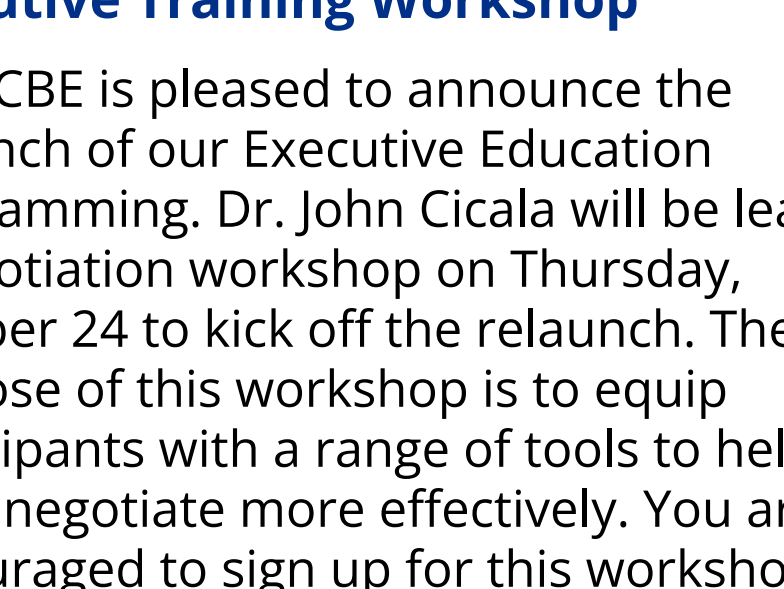 utive Training Workshop
CBE is pleased to announce the
nch of our Executive Education
amming. Dr. John Cicala will be lea
otiation workshop on Thursday,
ber 24 to kick off the relaunch. The
ose of this workshop is to equip
ipants with a range of tools to hel
negotiate more effectively. You ar
uraged to sign up for this worksho